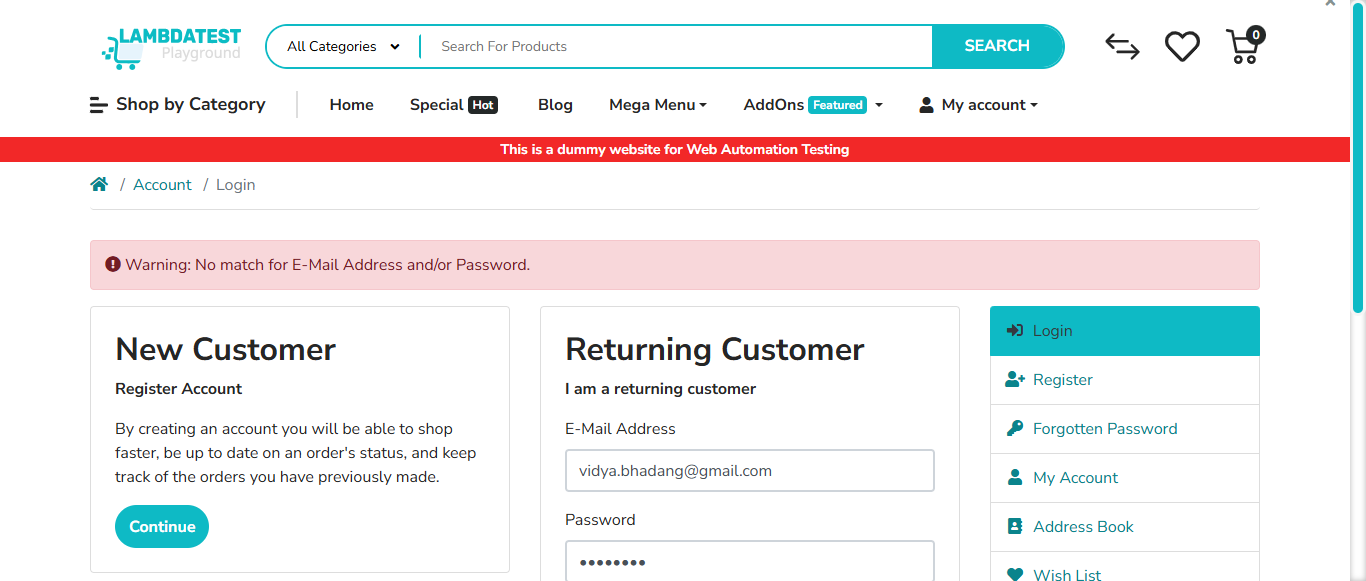 LAMBDATEST
Playground
All Categories
Search For Products
SEARCH
0
Shop by Category
Home
Special Hot
Blog
Mega Menu
AddOns Featured
My account
This is a dummy website for Web Automation Testing
/ Account / Login
Warning: No match for E-Mail Address and/or Password.
New Customer
Register Account
By creating an account you will be able to shop
faster, be up to date on an order's status, and keep
track of the orders you have previously made.
Continue
Returning Customer
I am a returning customer
E-Mail Address
vidya.bhadang@gmail.com
Password
••••••••
Login
Register
Forgotten Password
My Account
Address Book
Wish List